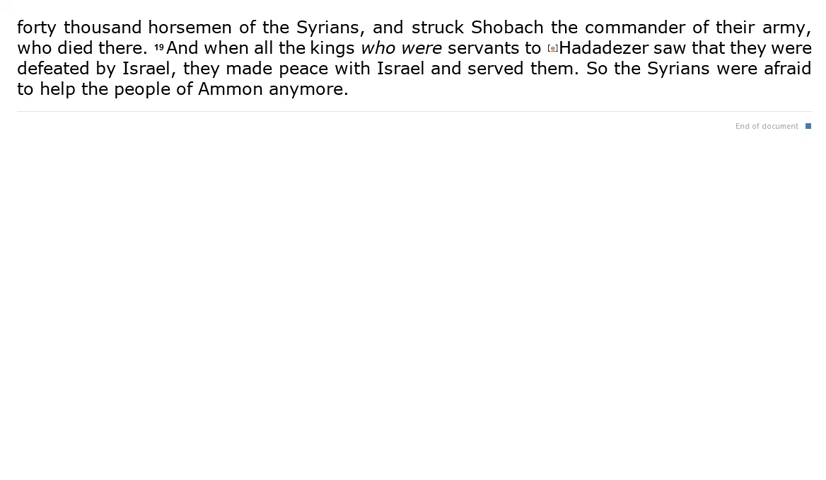 forty thousand horsemen of the Syrians, and struck Shobach the commander of their army,
who died there. 19 And when all the kings who were servants to [e]Hadadezer saw that they were
defeated by Israel, they made peace with Israel and served them. So the Syrians were afraid
to help the people of Ammon anymore.
End of document